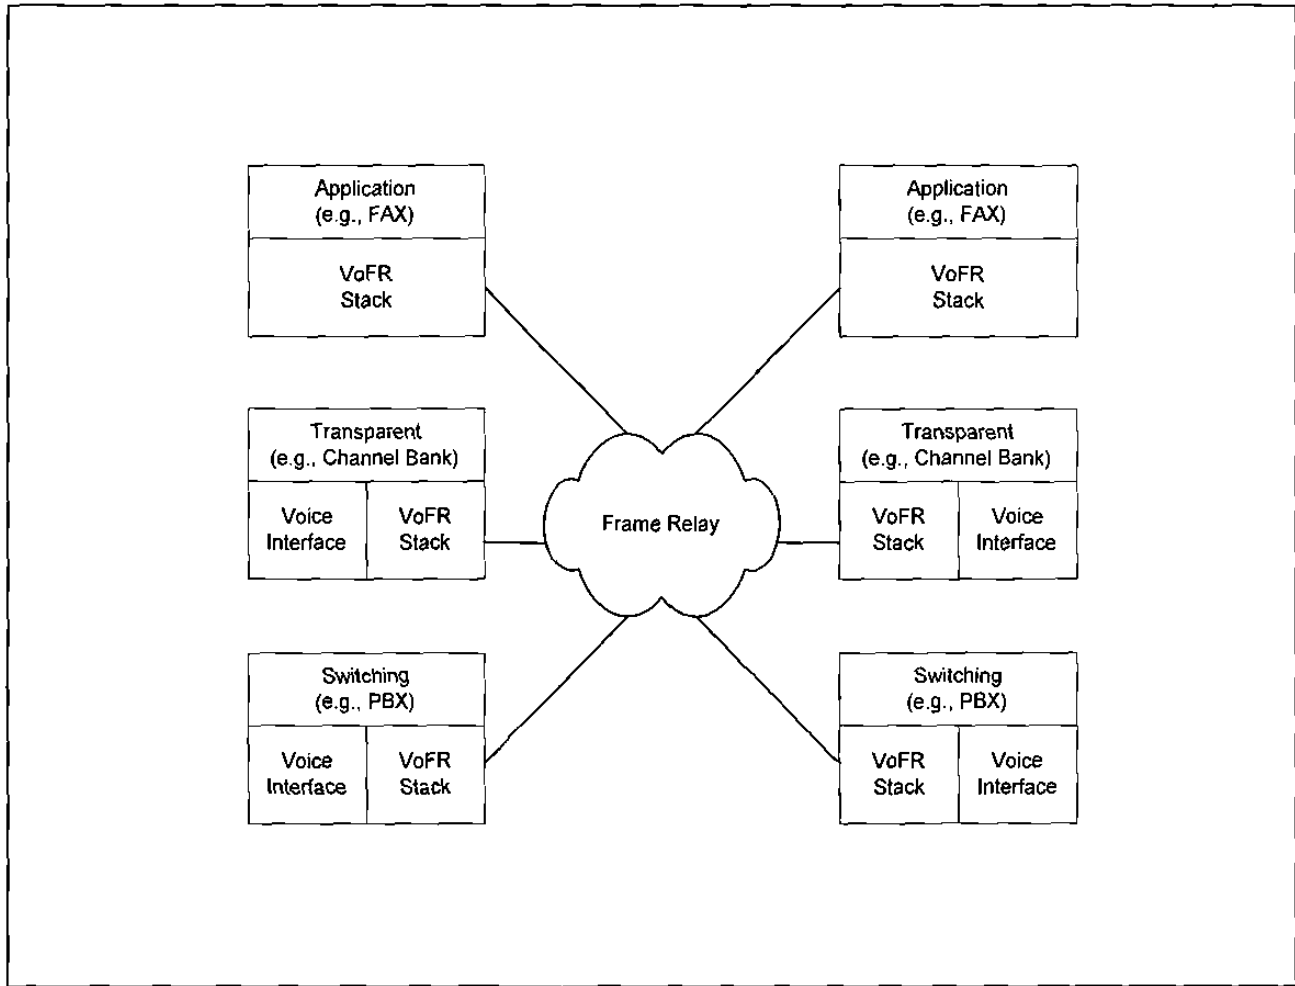 Application
(e.g., FAX)
VoFR
Stack
Application
(e.g., FAX)
VoFR
Stack
Transparent
(e.g., Channel Bank)
Voice
Interface
VoFR
Stack
Frame Relay
Transparent
(e.g., Channel Bank)
VoFR
Stack
Voice
Interface
Switching
(e.g., PBX)
Voice
Interface
VoFR
Stack
Switching
(e.g., PBX)
VoFR
Stack
Voice
Interface